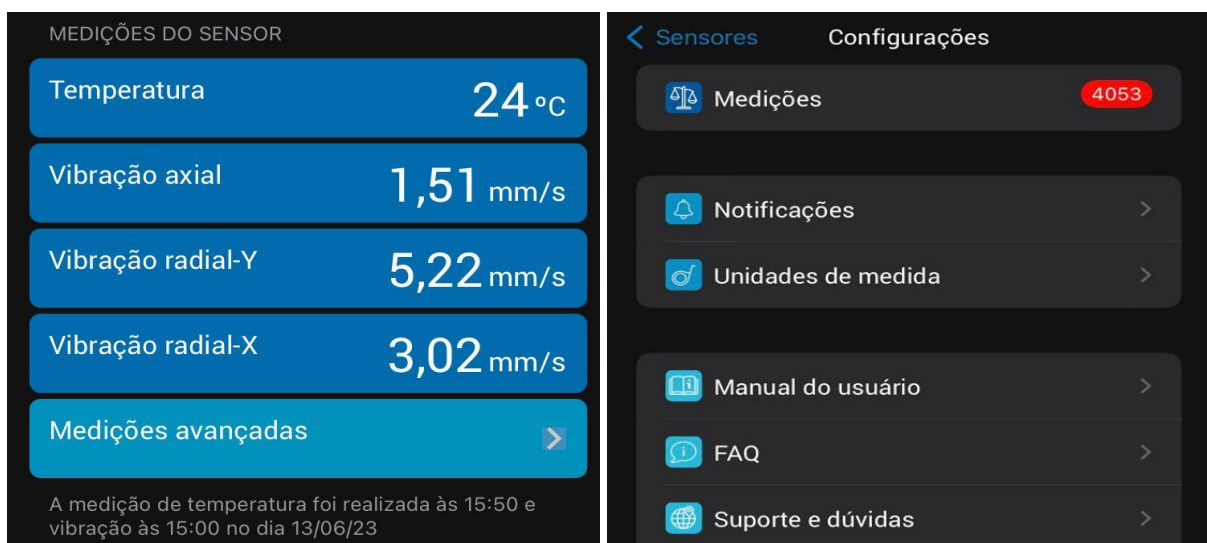 MEDIÇÕES DO SENSOR
Temperatura
24 ºC
Vibração axial
1,51 mm/s
Vibração radial-Y
5,22 mm/s
Vibração radial-X
3,02 mm/s
Medições avançadas
A medição de temperatura foi realizada às 15:50 e
vibração às 15:00 no dia 13/06/23
Sensores
Configurações
Medições
4053
Notificações
Unidades de medida
Manual do usuário
FAQ
Suporte e dúvidas